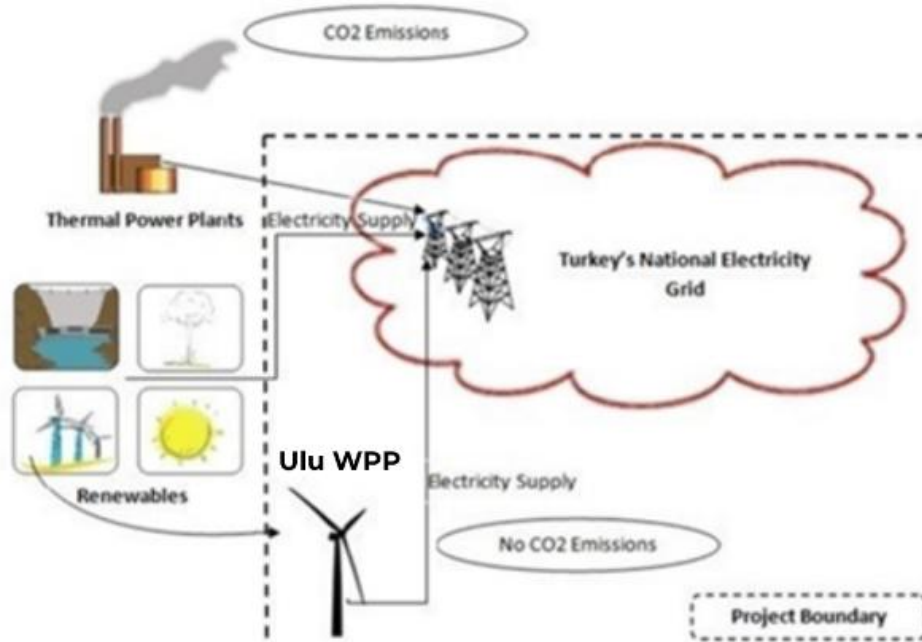 CO2 Emissions
Thermal Power Plants
Electricity Supply
Turkey's National Electricity
Grid
Ulu WPP
Renewables
Electricity Supply
No CO2 Emissions
Project Boundary